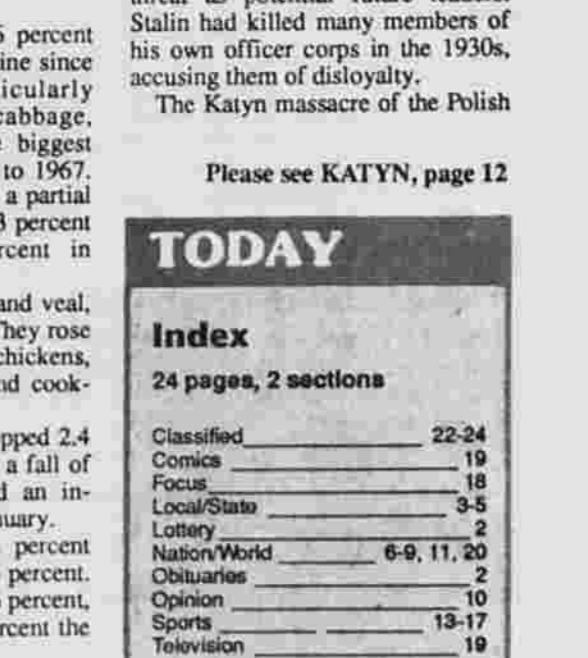 percent
ine since
icularly
cabbage,
biggest
to 1967.
a partial
percent
rcent in
and veal,
They rose
chickens,
nd cook-
pped 2.4
a fall of
d an in-
nuary.
percent
percent.
percent,
rcent the
Stalin had killed many members of
his own officer corps in the 1930s,
accusing them of disloyalty.
The Katyn massacre of the Polish
Please see KATYN, page 12
TODAY
Index
24 pages, 2 sections
Classified 22-24
Comics 19
Focus 18
Local/State 3-5
Lottery 2
Nation/World 6-9, 11, 20
Obituaries 2
Opinion 10
Sports 13-17
Television 19